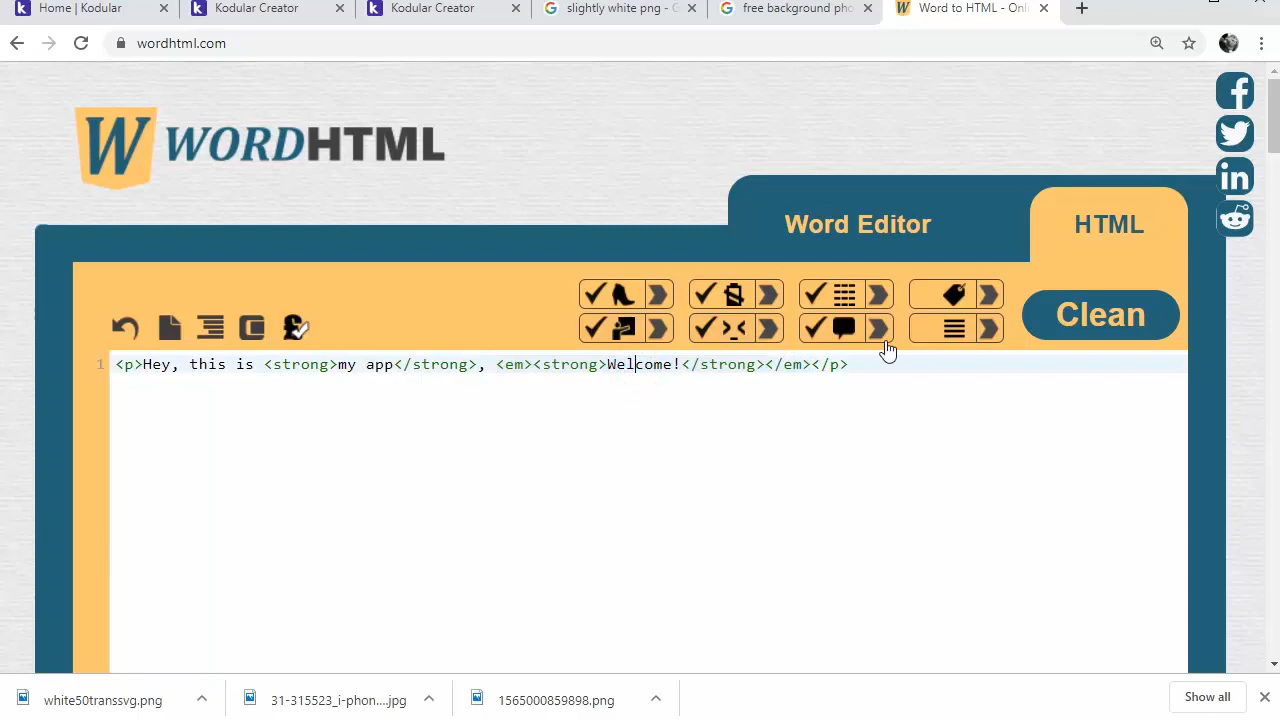 Home | Kodular
Kodular Creator
Kodular Creator
slightly white png - G
free background pho
Word to HTML - Onli
wordhtml.com
W WORDHTML
Word Editor
HTML
Clean
1 <p>Hey, this is <strong>my app</strong>, <em><strong>Welcome!</strong></em></p>
white50transsvg.png
31-315523_i-phon....jpg
1565000859898.png
Show all